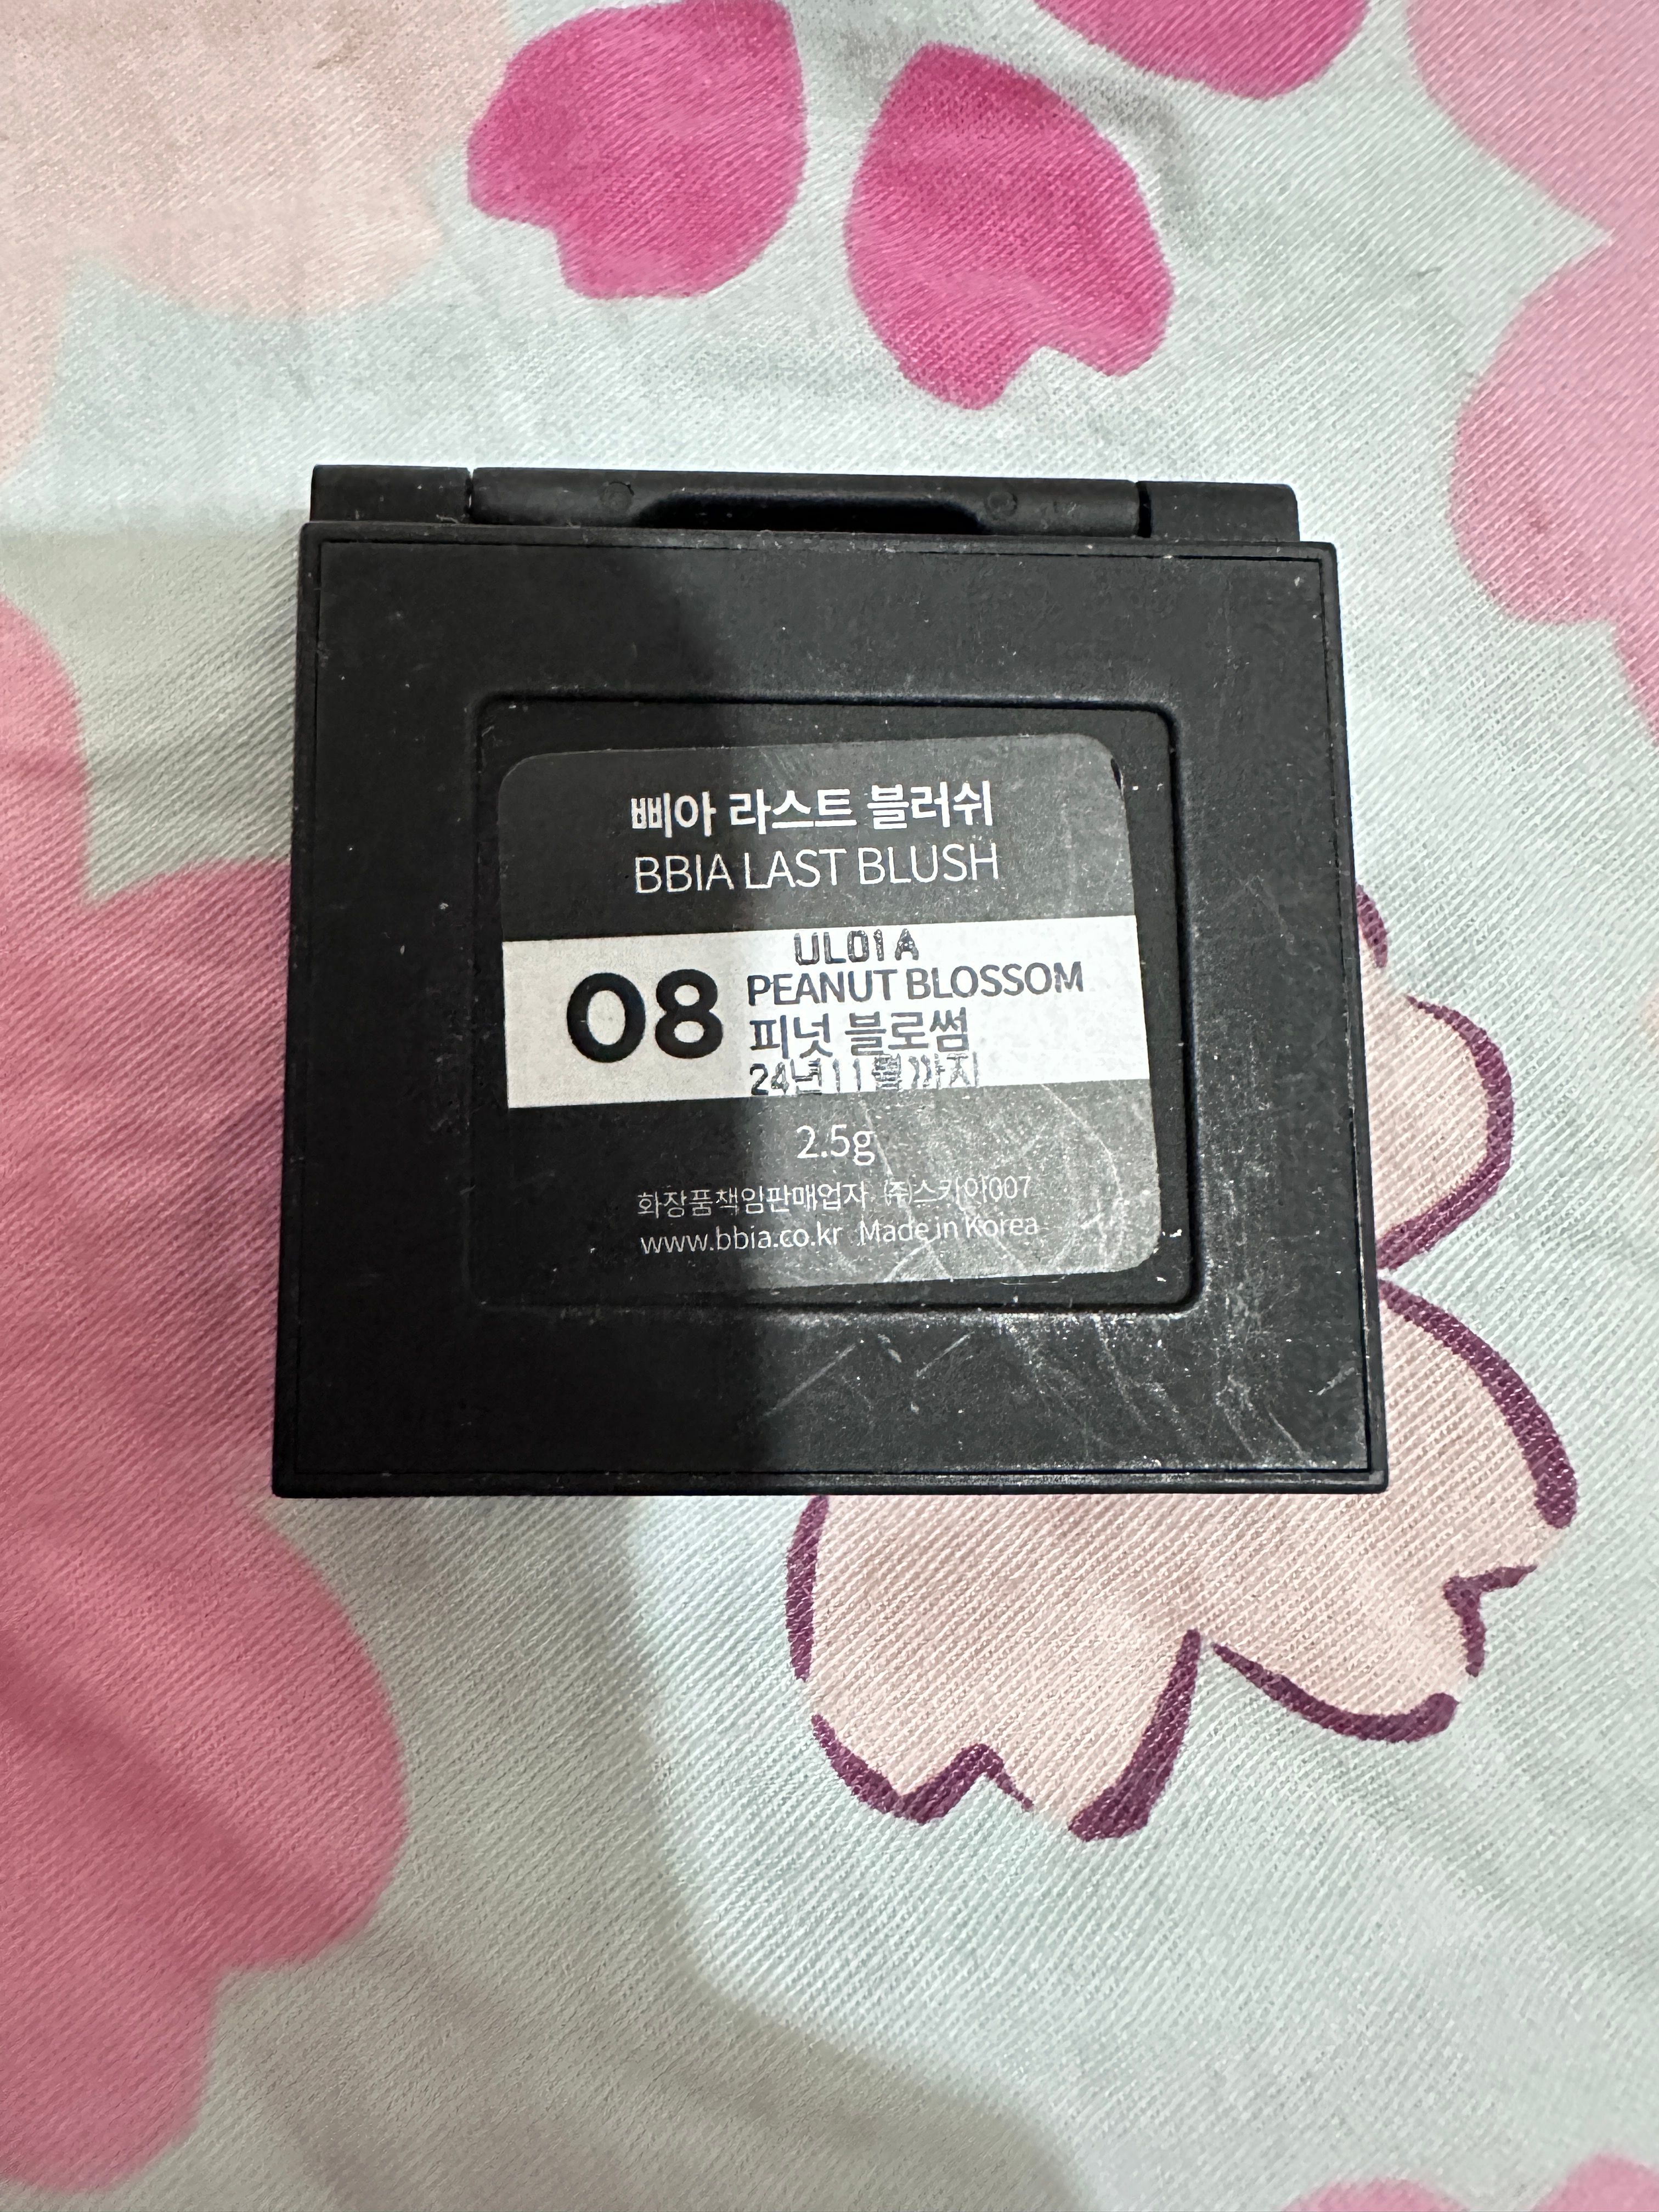 삐아 라스트 블러쉬
BBIA LAST BLUSH
UL01A
08
PEANUT BLOSSOM
피넛 블로썸
24년11월까지
2.5g
화장품책임판매업자 ㈜스카이007
www.bbia.co.kr Made in Korea